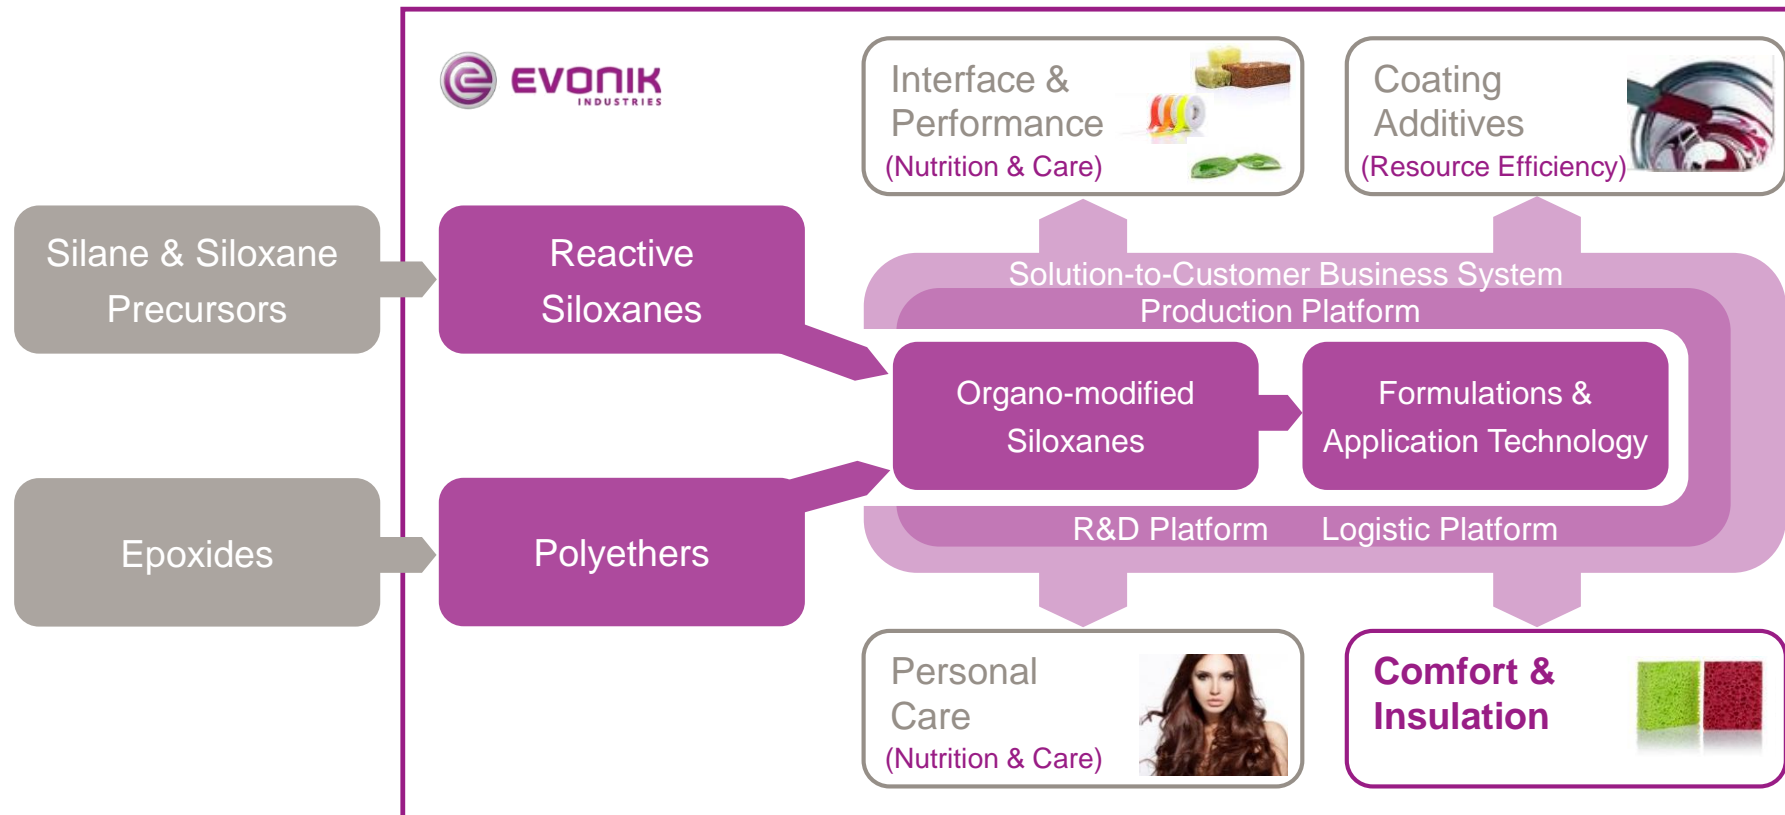 EVONIK
INDUSTRIES
Interface &
Performance
(Nutrition & Care)
Coating
Additives
(Resource Efficiency)
Silane & Siloxane
Precursors
Reactive
Siloxanes
Solution-to-Customer Business System
Production Platform
Organo-modified
Siloxanes
Formulations &
Application Technology
Epoxides
Polyethers
R&D Platform
Logistic Platform
Personal
Care
(Nutrition & Care)
Comfort &
Insulation